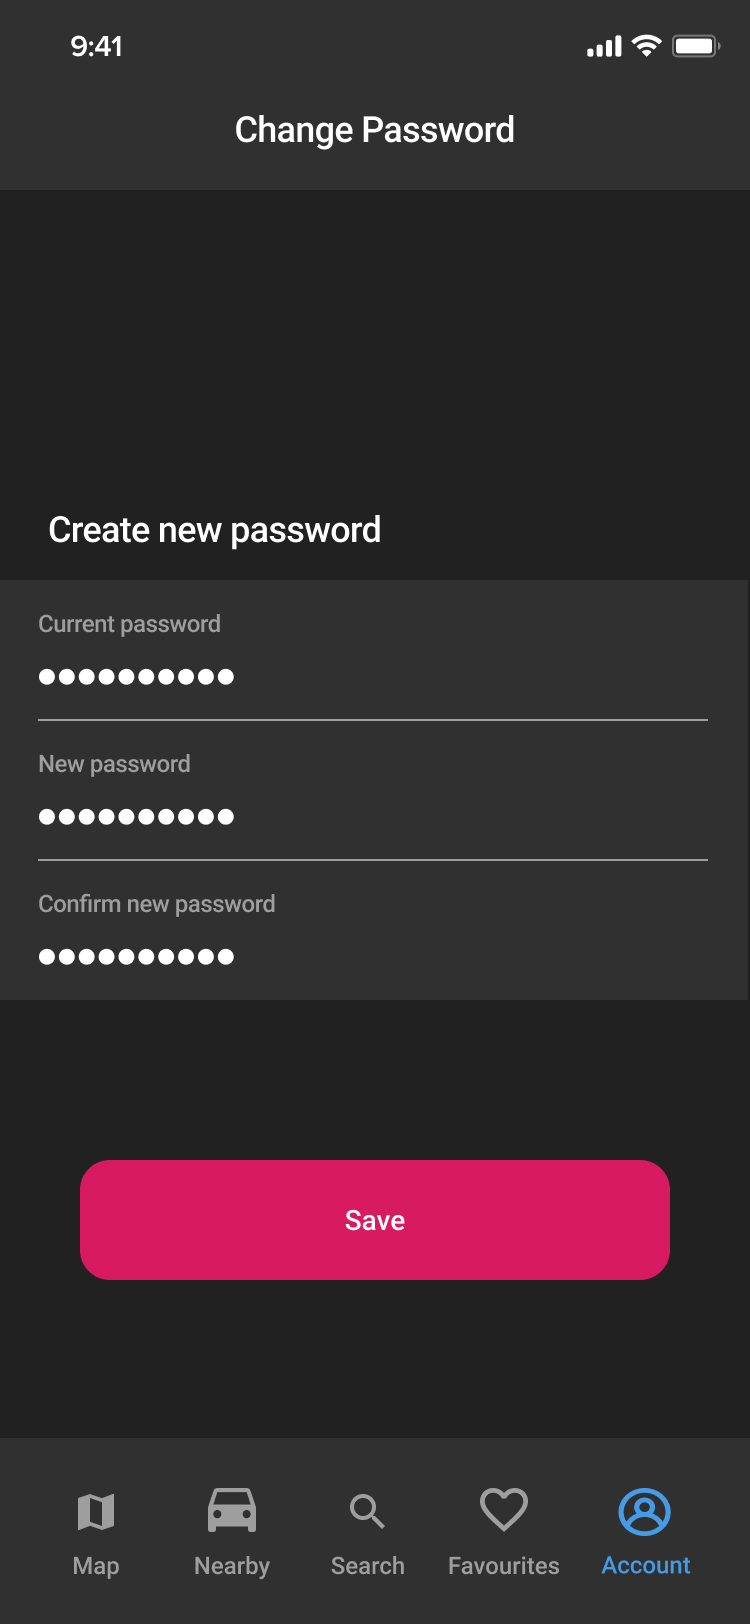 9:41
Change Password
Create new password
Current password
●●●●●●●●●●
New password
●●●●●●●●●●
Confirm new password
●●●●●●●●●●
Save
Map
Nearby
Search
Favourites
Account